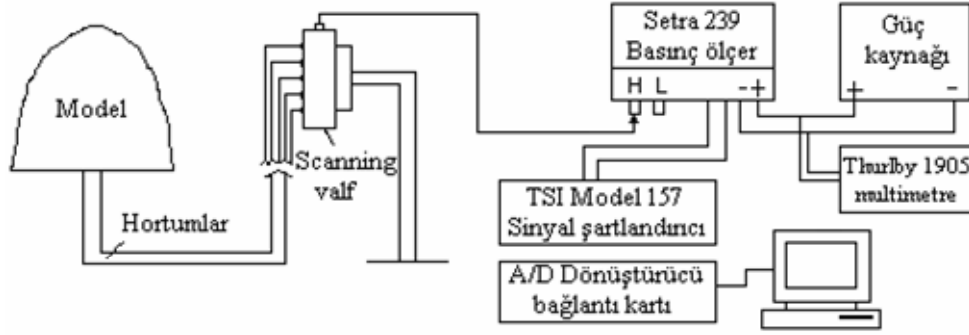 Model
Hortumlar
Scanning
valf
Setra 239
Basınç ölçer
H L - +
Güç
kaynağı
+ -
Thurlby 1905
multimetre
TSI Model 157
Sinyal şartlandırıcı
A/D Dönüştürücü
bağlantı kartı